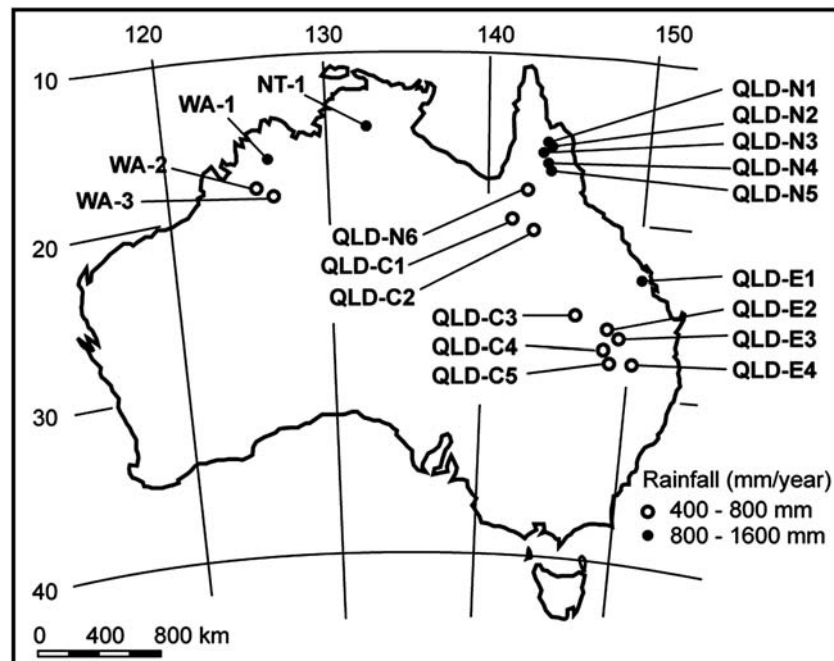 120 130 140 150
10
20
30
40
NT-1
WA-1
WA-2
WA-3
QLD-N1
QLD-N2
QLD-N3
QLD-N4
QLD-N5
QLD-N6
QLD-C1
QLD-C2
QLD-E1
QLD-C3
QLD-E2
QLD-E3
QLD-C4
QLD-C5
QLD-E4
Rainfall (mm/year)
400 - 800 mm
800 - 1600 mm
0 400 800 km